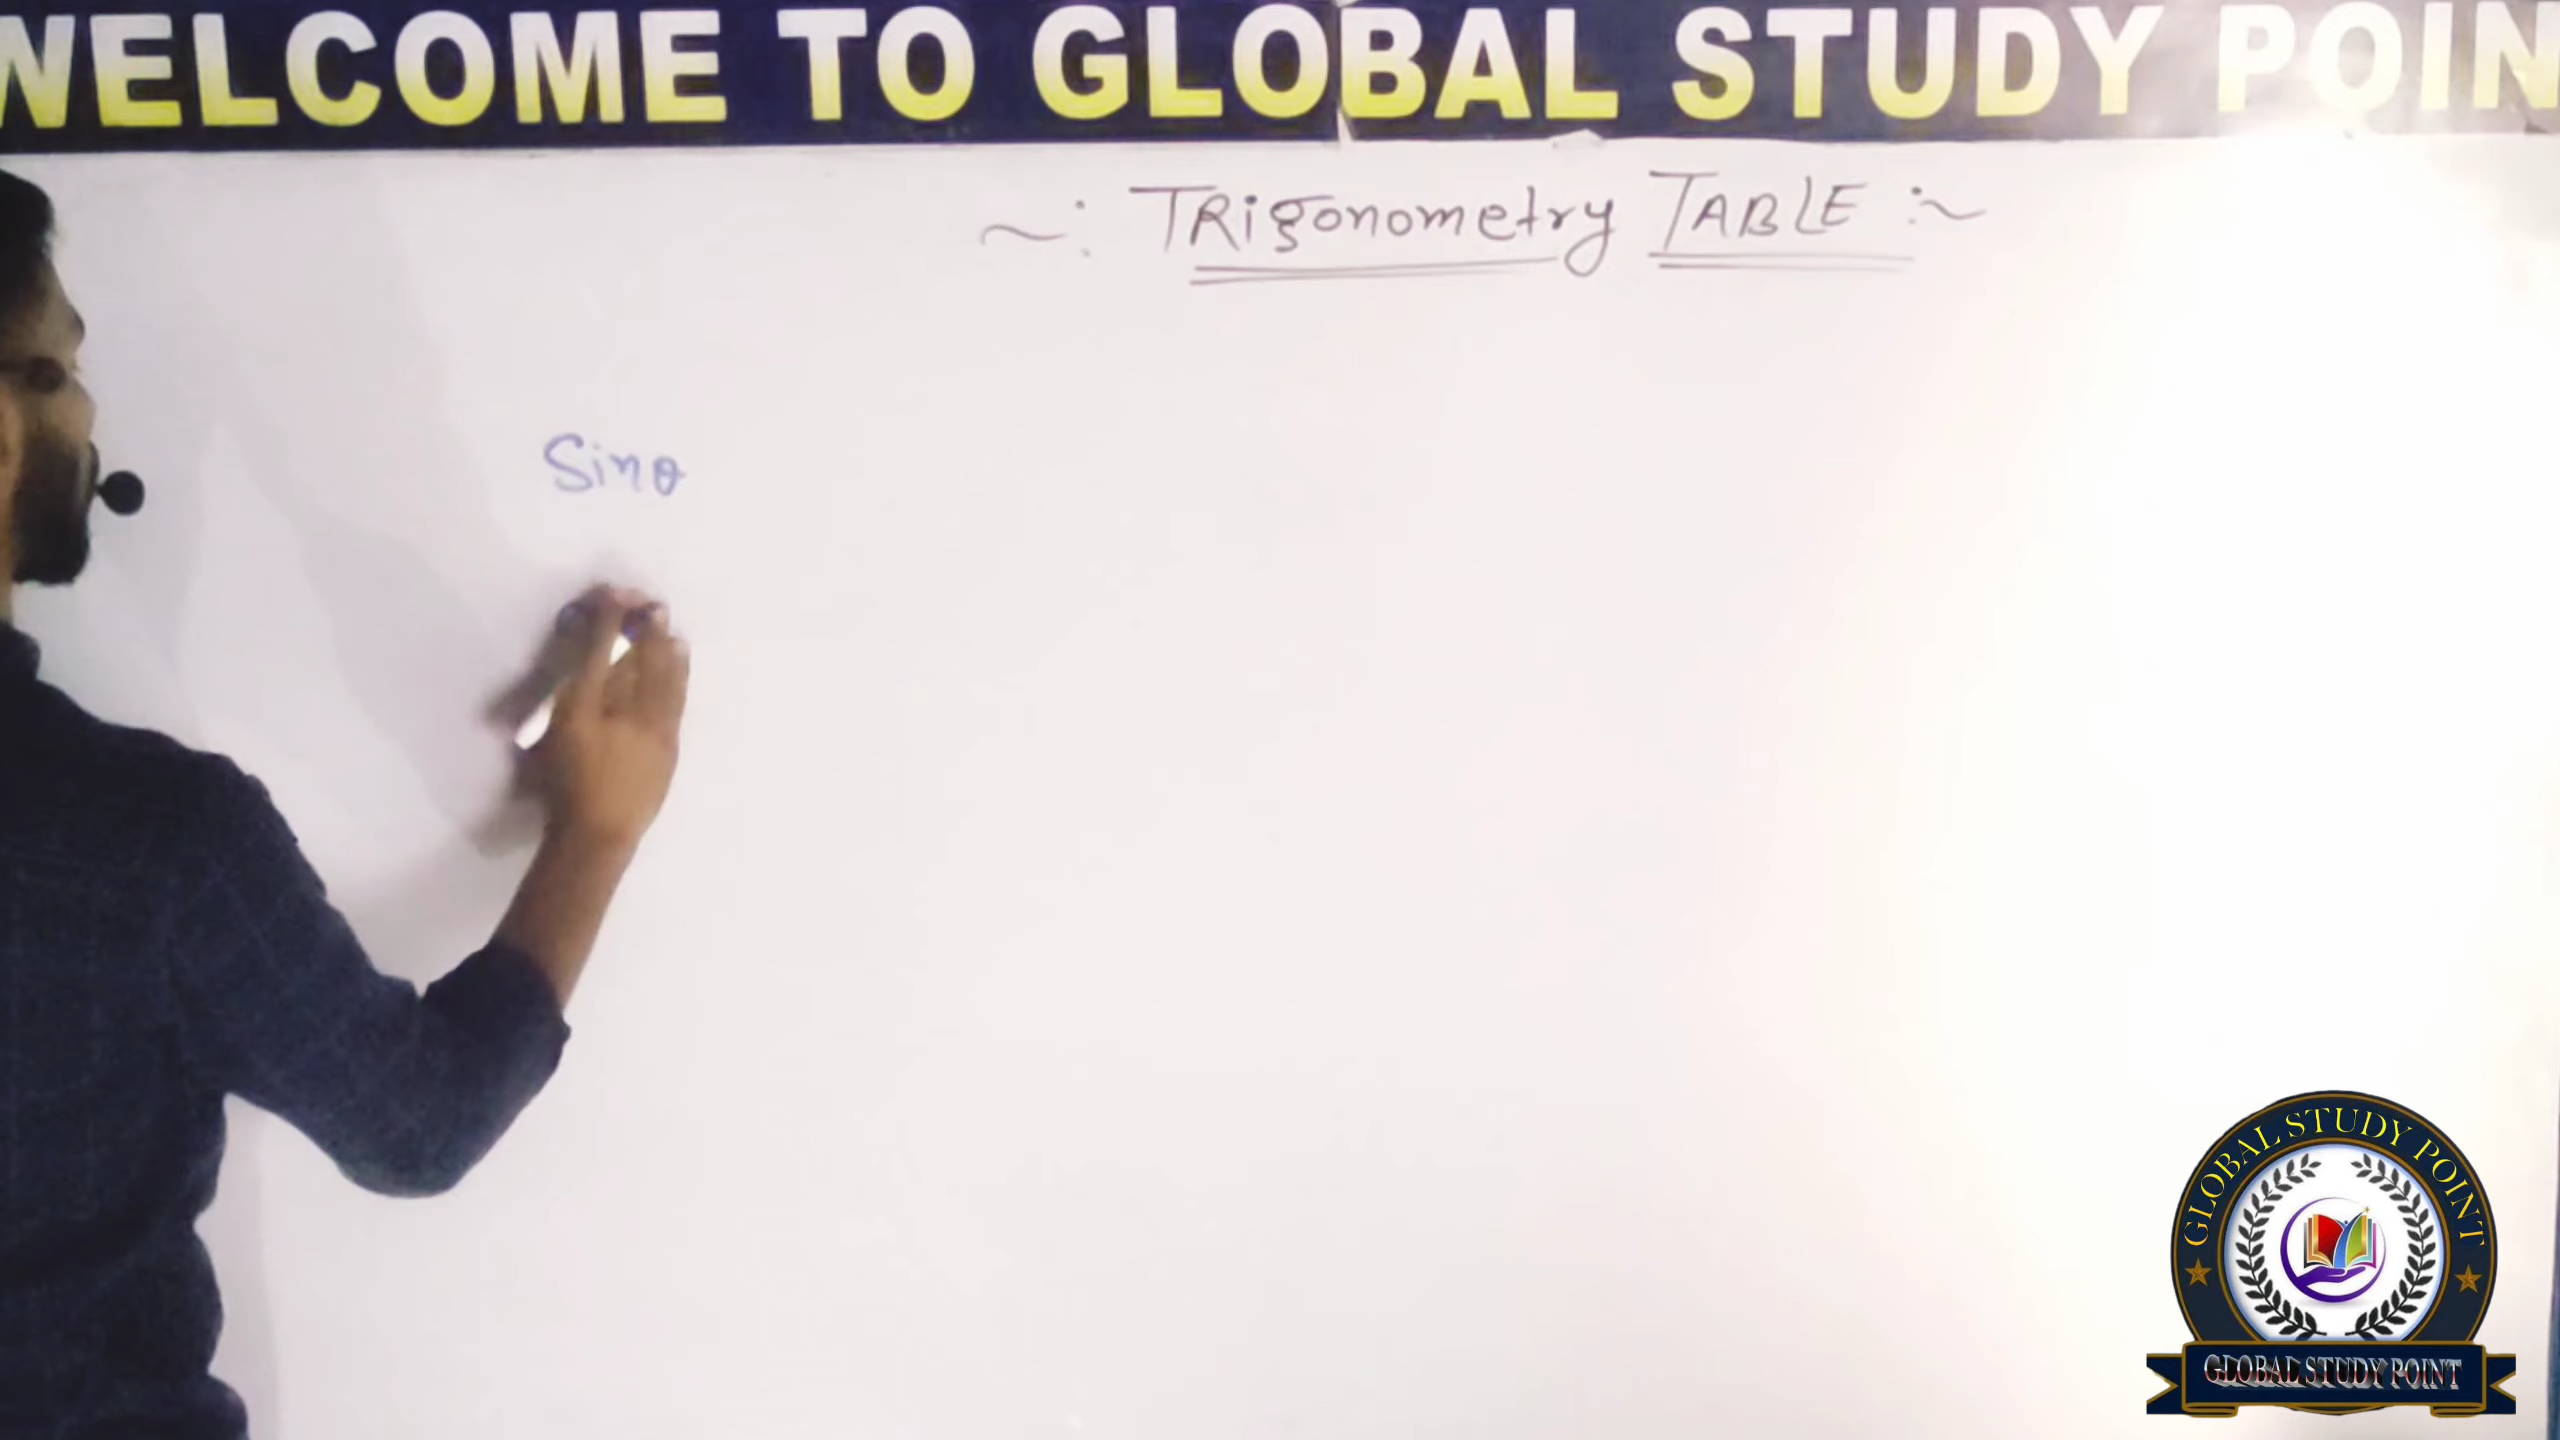 WELCOME TO GLOBAL STUDY POIN
~: TRigonometry TABLE :~
Sinθ
GLOBAL STUDY POINT
GLOBAL STUDY POINT